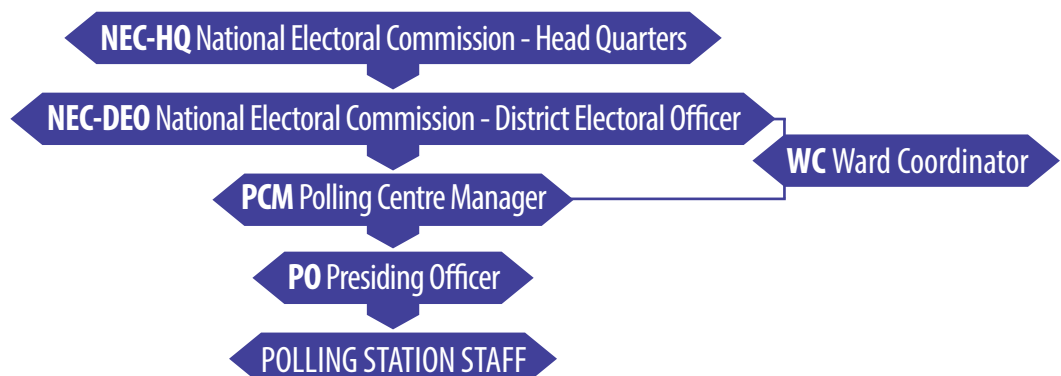 NEC-HQ National Electoral Commission - Head Quarters
NEC-DEO National Electoral Commission - District Electoral Officer
WC Ward Coordinator
PCM Polling Centre Manager
PO Presiding Officer
POLLING STATION STAFF